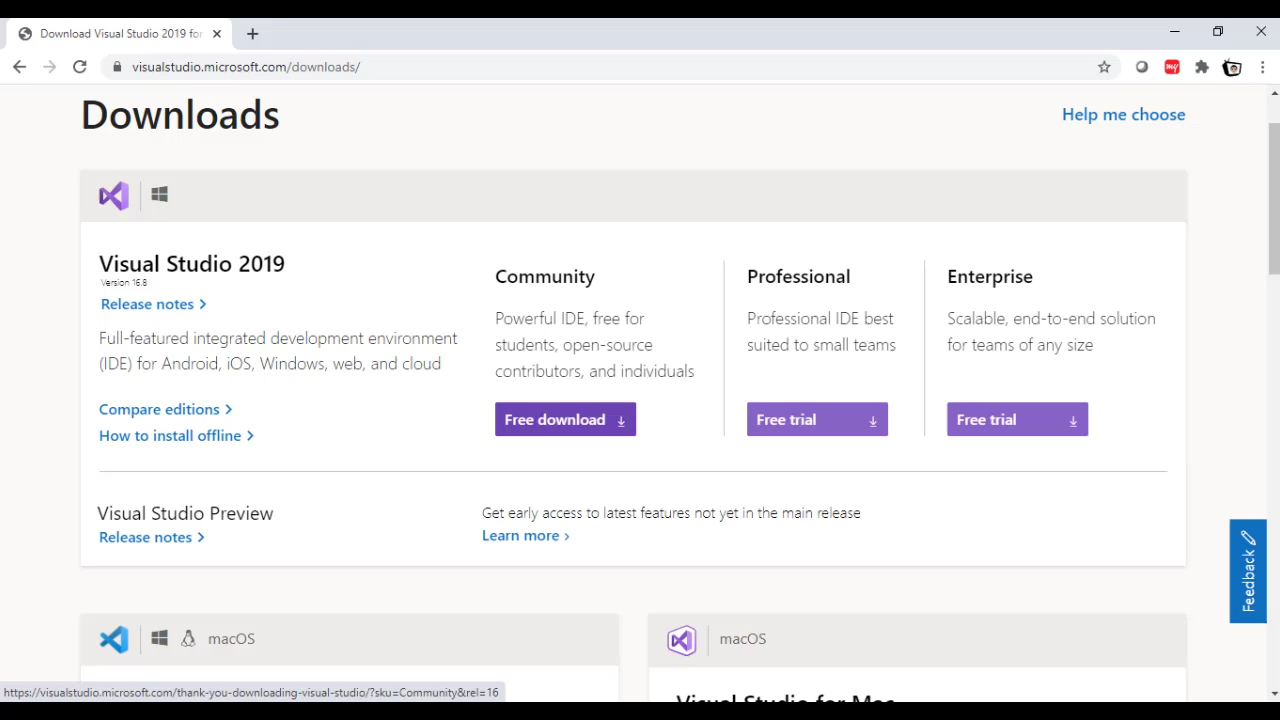 Download Visual Studio 2019 for
visualstudio.microsoft.com/downloads/
Downloads
Help me choose
Visual Studio 2019
Version 16.8
Release notes
Full-featured integrated development environment
(IDE) for Android, iOS, Windows, web, and cloud
Compare editions
How to install offline
Community
Powerful IDE, free for
students, open-source
contributors, and individuals
Free download
Professional
Professional IDE best
suited to small teams
Free trial
Enterprise
Scalable, end-to-end solution
for teams of any size
Free trial
Visual Studio Preview
Release notes
Get early access to latest features not yet in the main release
Learn more
Feedback
macOS
macOS
Visual Studio for Mac
https://visualstudio.microsoft.com/thank-you-downloading-visual-studio/?sku=Community&rel=16